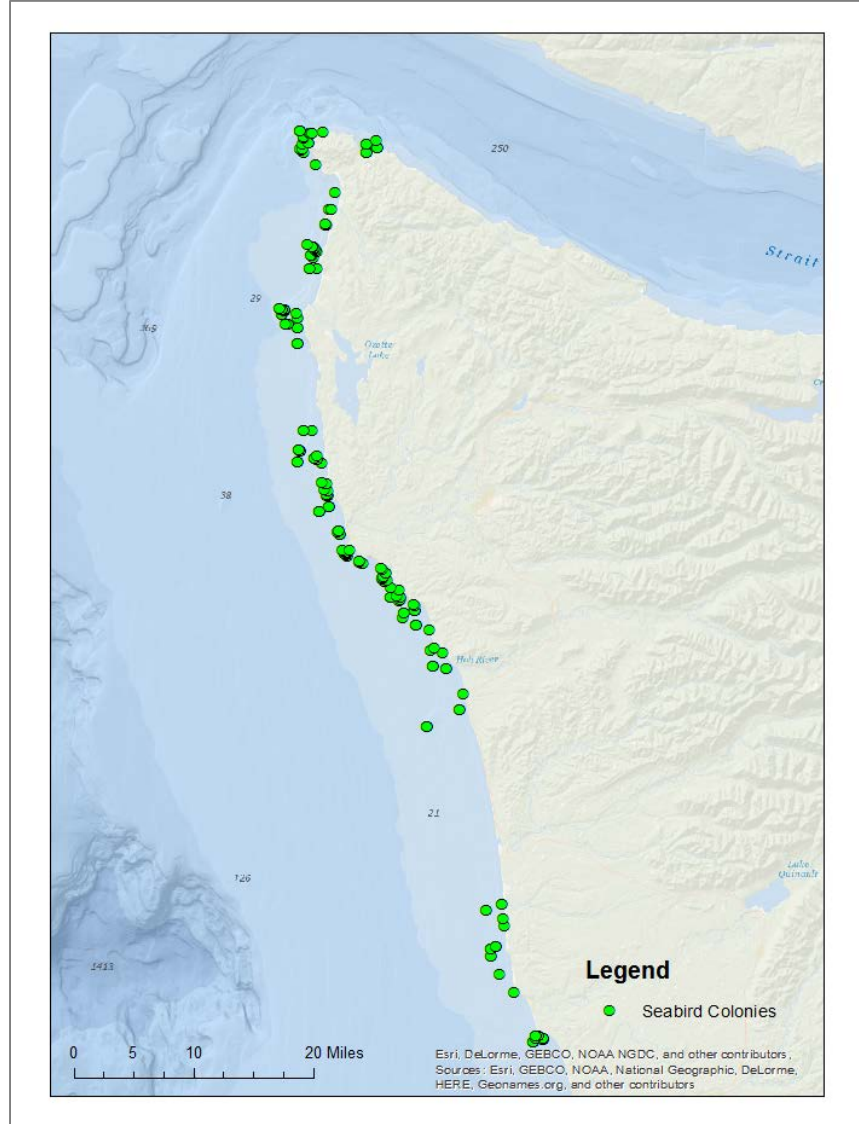 250
Strait
29
369
Ozette
Lake
38
Hoh River
21
126
Lake
Quinault
1413
Legend
Seabird Colonies
0 5 10 20 Miles
Esri, DeLorme, GEBCO, NOAA NGDC, and other contributors,
Sources: Esri, GEBCO, NOAA, National Geographic, DeLorme,
HERE, Geonames.org, and other contributors